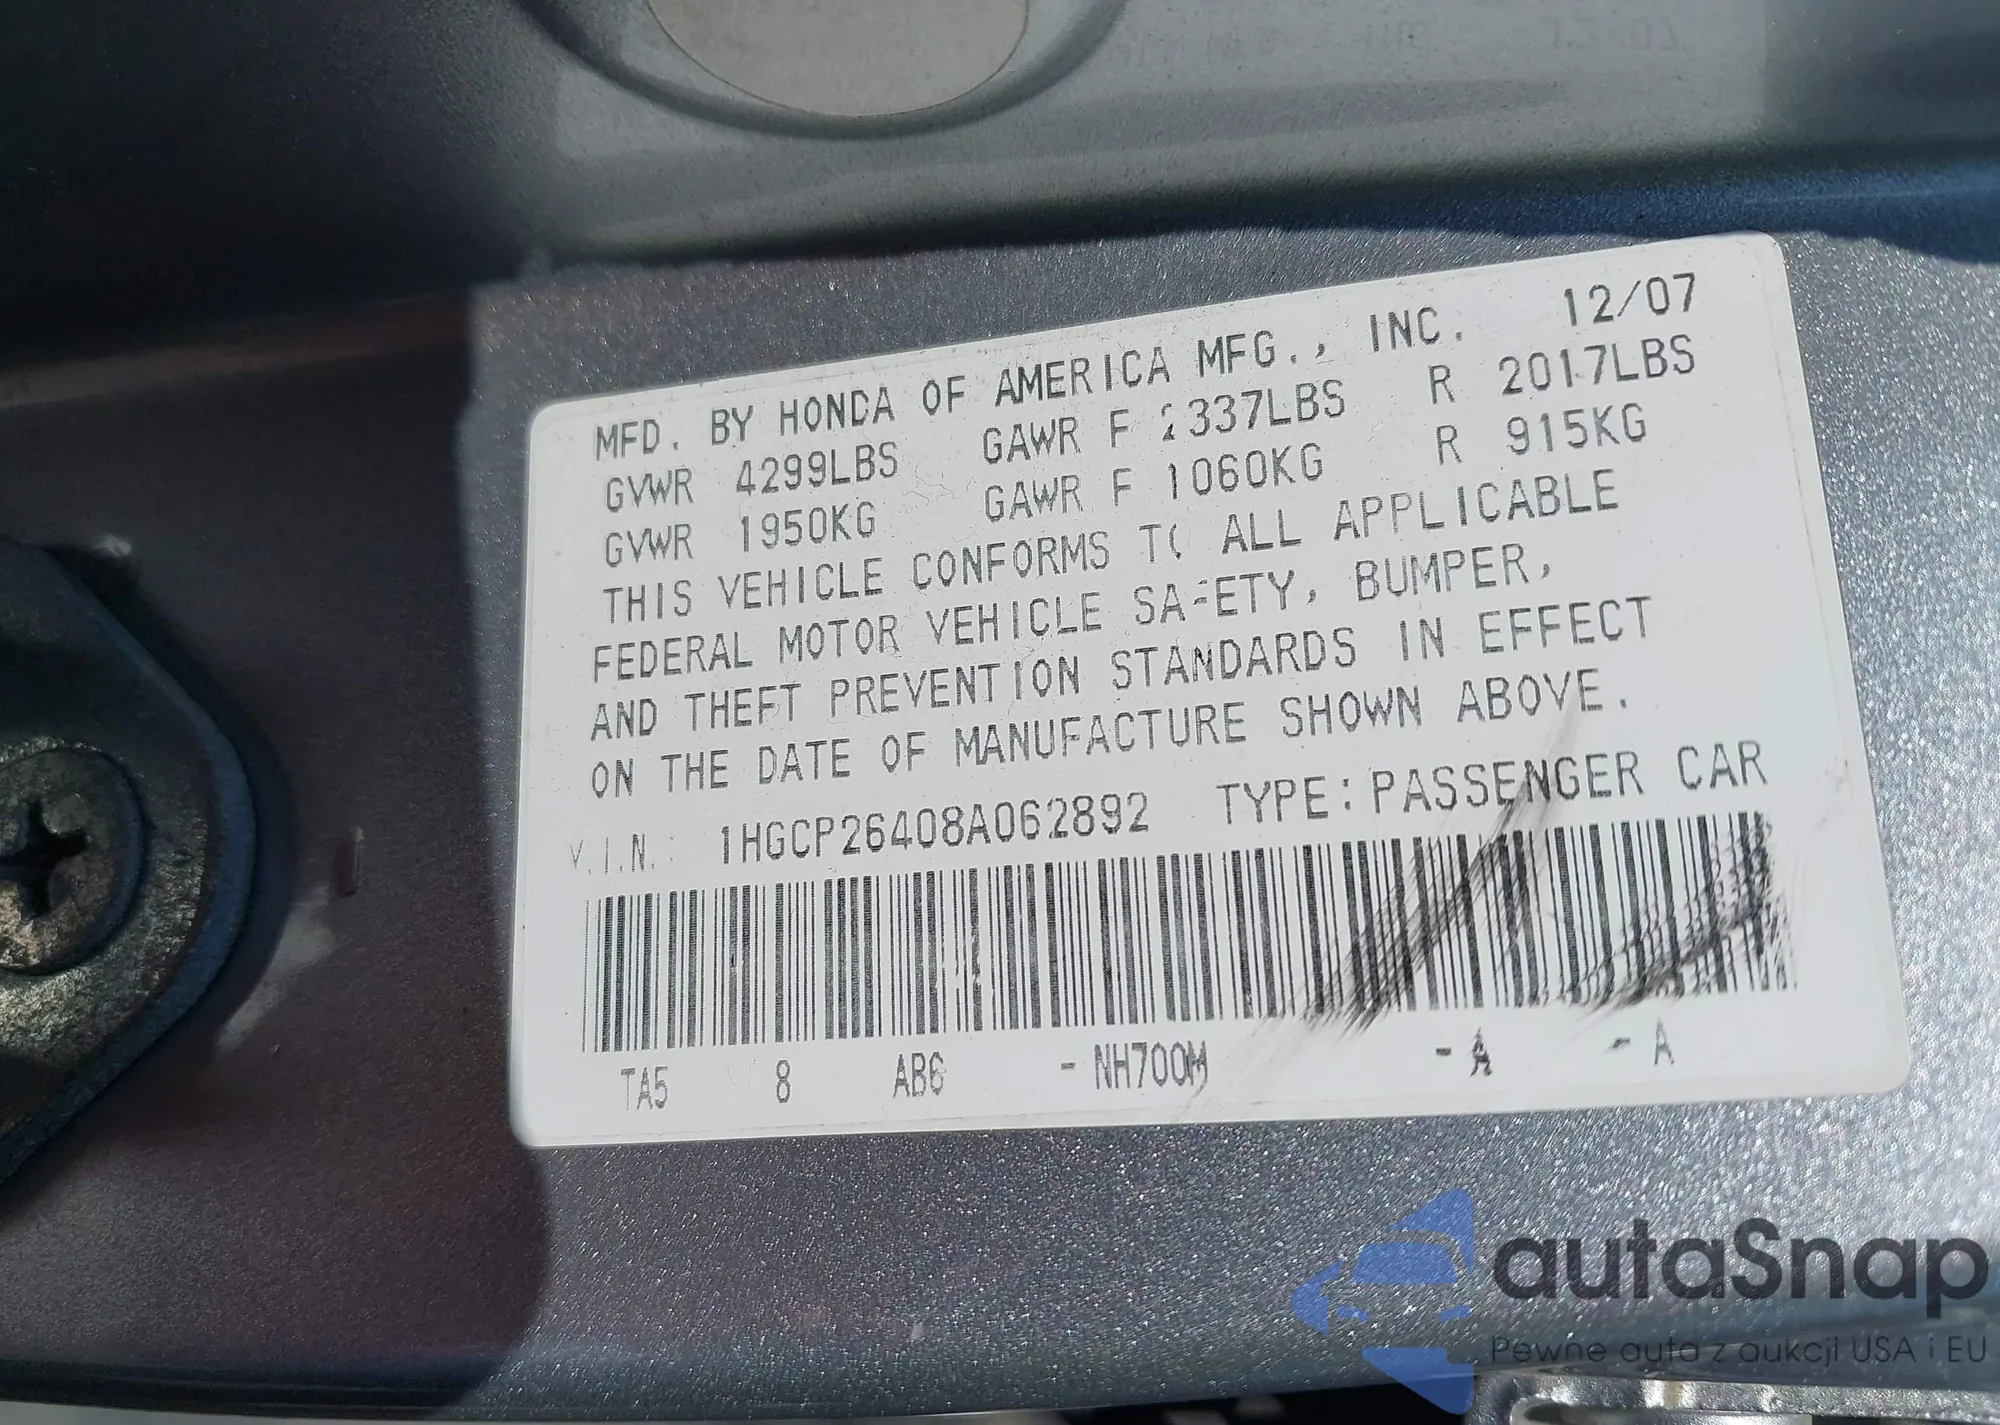 MFD. BY HONDA OF AMERICA MFG., INC. 12/07
GVWR 4299LBS GAWR F 2337LBS R 2017LBS
GVWR 1950KG GAWR F 1060KG R 915KG
THIS VEHICLE CONFORMS TO ALL APPLICABLE
FEDERAL MOTOR VEHICLE SAFETY, BUMPER,
AND THEFT PREVENTION STANDARDS IN EFFECT
ON THE DATE OF MANUFACTURE SHOWN ABOVE.
V.I.N.: 1HGCP26408A062892 TYPE: PASSENGER CAR
TA5 8 AB6 -NH700M -A -A
autaSnap
Pewne auta z aukcji USA i EU